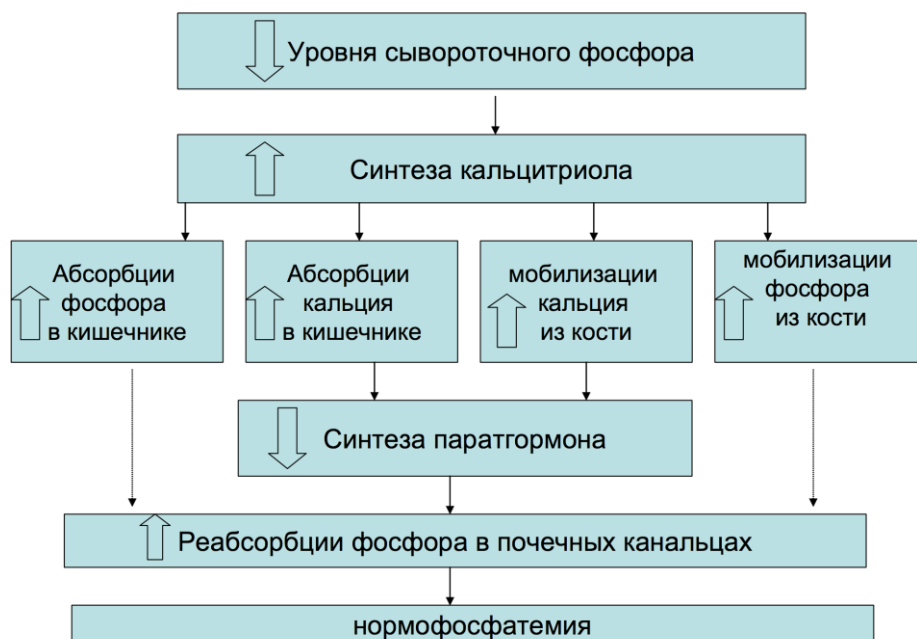 Уровня сывороточного фосфора
Синтеза кальцитриола
Абсорбции
фосфора
в кишечнике
Абсорбции
кальция
в кишечнике
мобилизации
кальция
из кости
мобилизации
фосфора
из кости
Синтеза паратгормона
Реабсорбции фосфора в почечных канальцах
нормофосфатемия